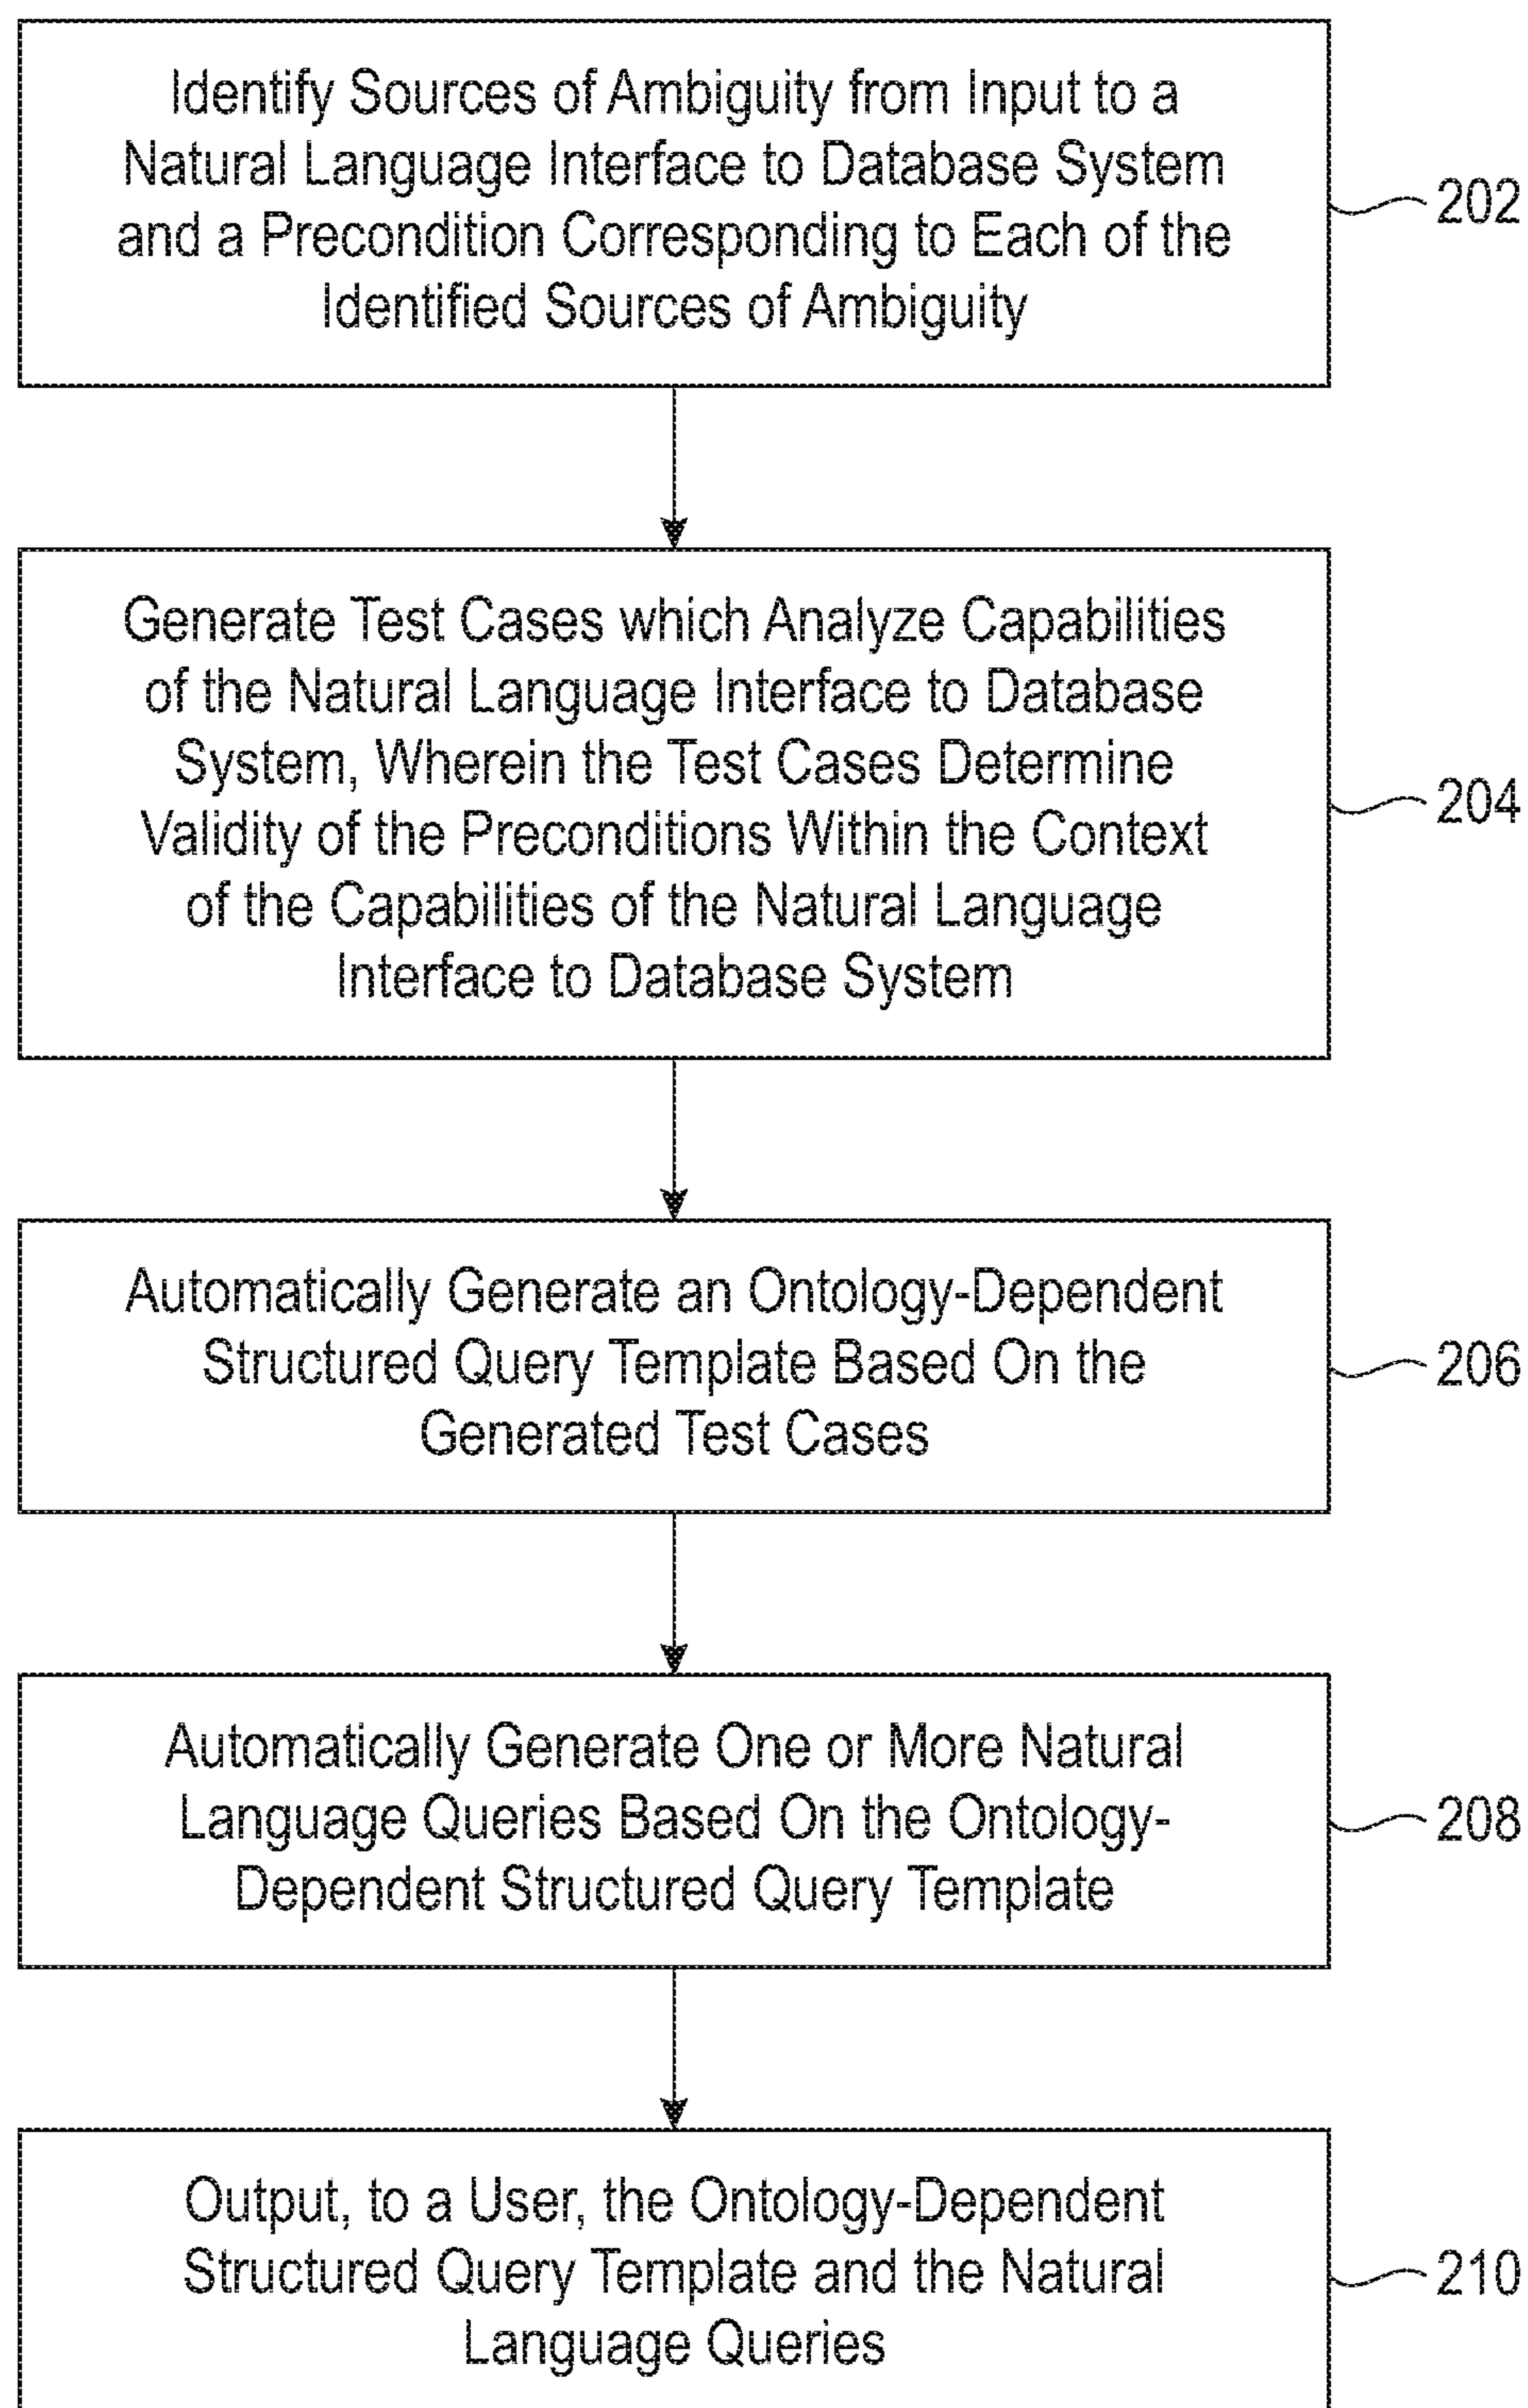 Identify Sources of Ambiguity from Input to a
Natural Language Interface to Database System
and a Precondition Corresponding to Each of the
Identified Sources of Ambiguity
202
Generate Test Cases which Analyze Capabilities
of the Natural Language Interface to Database
System, Wherein the Test Cases Determine
Validity of the Preconditions Within the Context
of the Capabilities of the Natural Language
Interface to Database System
204
Automatically Generate an Ontology-Dependent
Structured Query Template Based On the
Generated Test Cases
206
Automatically Generate One or More Natural
Language Queries Based On the Ontology-
Dependent Structured Query Template
208
Output, to a User, the Ontology-Dependent
Structured Query Template and the Natural
Language Queries
210